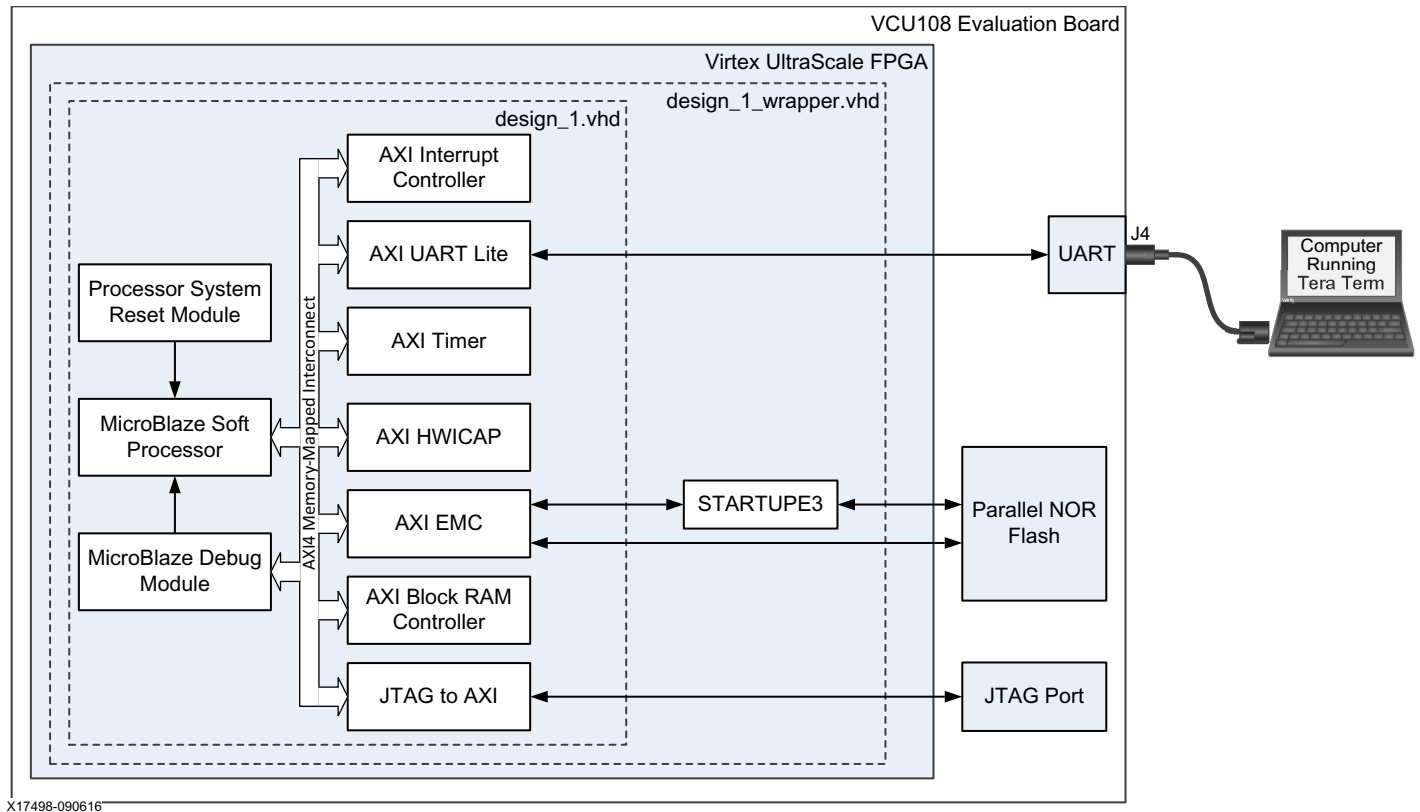 VCU108 Evaluation Board
Virtex UltraScale FPGA
design_1_wrapper.vhd
design_1.vhd
AXI Interrupt
Controller
AXI UART Lite
UART
J4
Computer
Running
Tera Term
Processor System
Reset Module
AXI4 Memory-Mapped Interconnect
AXI Timer
MicroBlaze Soft
Processor
AXI HWICAP
AXI EMC
STARTUPE3
Parallel NOR
Flash
MicroBlaze Debug
Module
AXI Block RAM
Controller
JTAG to AXI
JTAG Port
X17498-090616